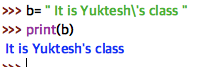 >>> b= " It is Yuktesh\'s class "
>>> print(b)
 It is Yuktesh's class
>>>